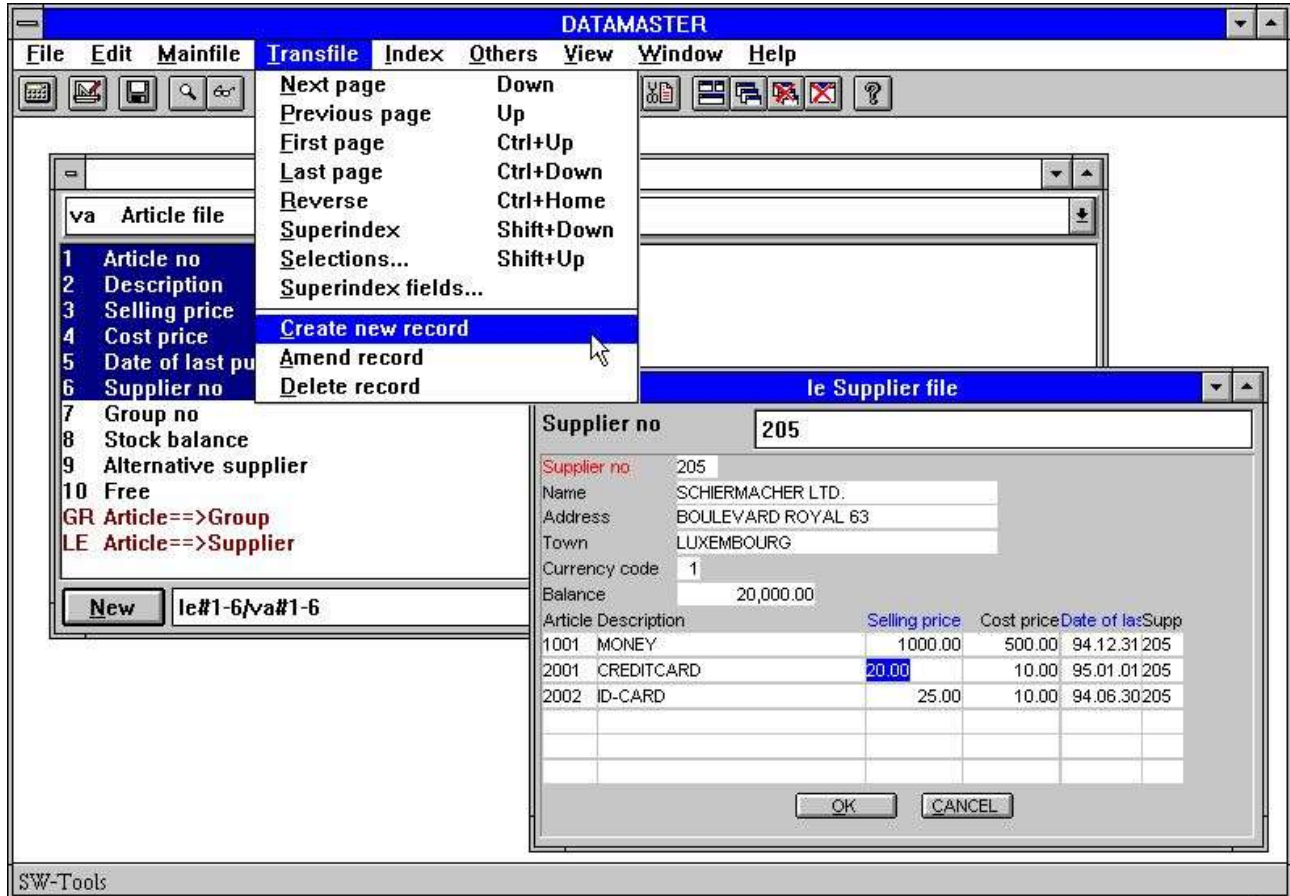 DATAMASTER
File Edit Mainfile Transfile Index Others View Window Help
Next page Down
Previous page Up
First page Ctrl+Up
Last page Ctrl+Down
Reverse Ctrl+Home
Superindex Shift+Down
Selections... Shift+Up
Superindex fields...
Create new record
Amend record
Delete record
va Article file
1 Article no
2 Description
3 Selling price
4 Cost price
5 Date of last pu
6 Supplier no
7 Group no
8 Stock balance
9 Alternative supplier
10 Free
GR Article==>Group
LE Article==>Supplier
New le#1-6/va#1-6
le Supplier file
Supplier no 205
Supplier no 205
Name SCHIERMACHER LTD.
Address BOULEVARD ROYAL 63
Town LUXEMBOURG
Currency code 1
Balance 20,000.00
Article Description Selling price Cost price Date of las Supp
1001 MONEY 1000.00 500.00 94.12.31 205
2001 CREDITCARD 20.00 10.00 95.01.01 205
2002 ID-CARD 25.00 10.00 94.06.30 205
OK CANCEL
SW-Tools